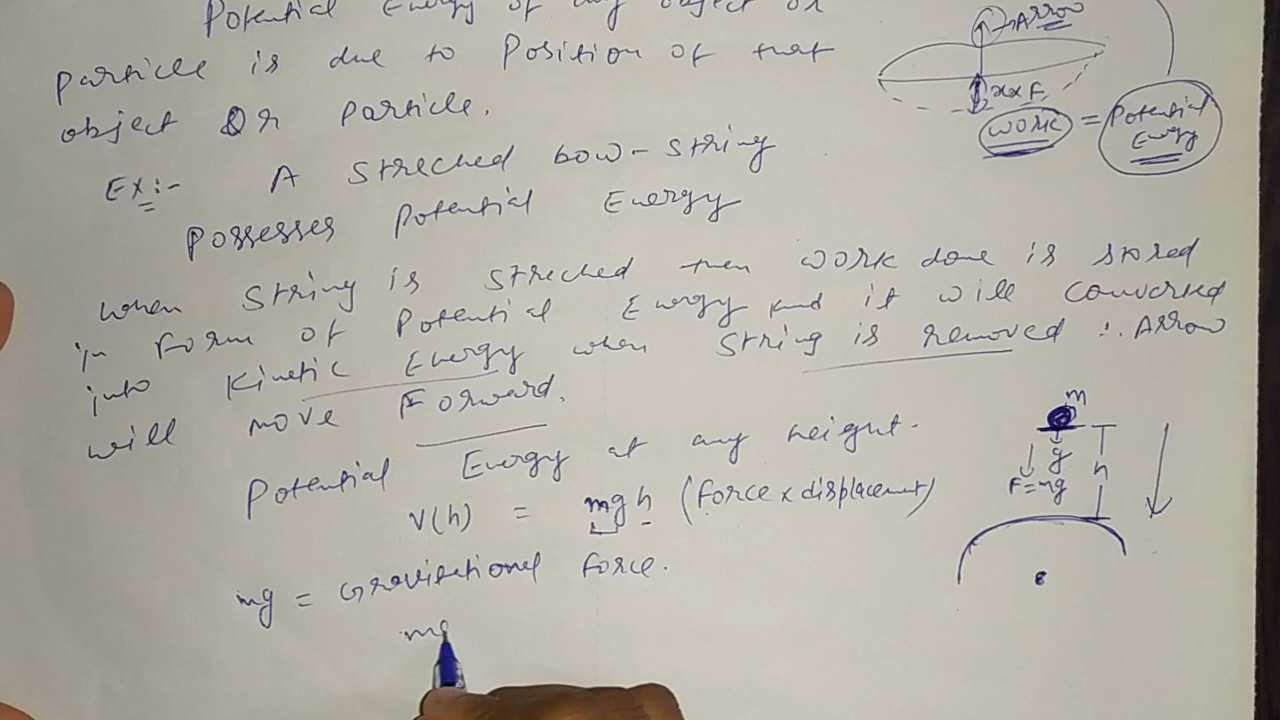 Potential Energy of any object or
particle is due to Position of that
object Or particle.
Ex:- A streched bow-string
Possesses Potential Energy
when string is streched then work done is stored
in form of Potential Energy and it will converted
into Kinetic Energy when string is removed ∴ Arrow
will move Forward.
Potential Energy at any height.
V(h) = mgh (Force x displacement)
mg = Gravitational Force.
mg
→Arrow
x x F
work = Potential
Energy
m
g
h
F=mg